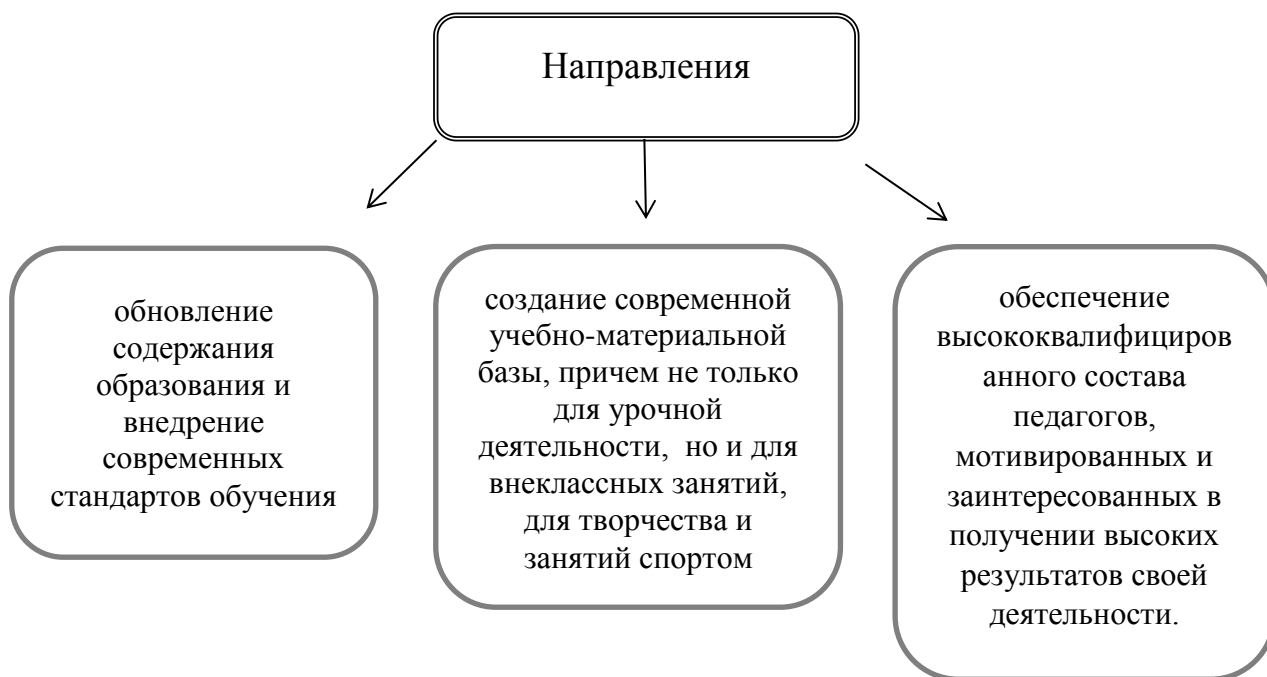 Направления
обновление
содержания
образования и
внедрение
современных
стандартов обучения
создание современной
учебно-материальной
базы, причем не только
для урочной
деятельности, но и для
внеклассных занятий,
для творчества и
занятий спортом
обеспечение
высококвалифициров
анного состава
педагогов,
мотивированных и
заинтересованных в
получении высоких
результатов своей
деятельности.